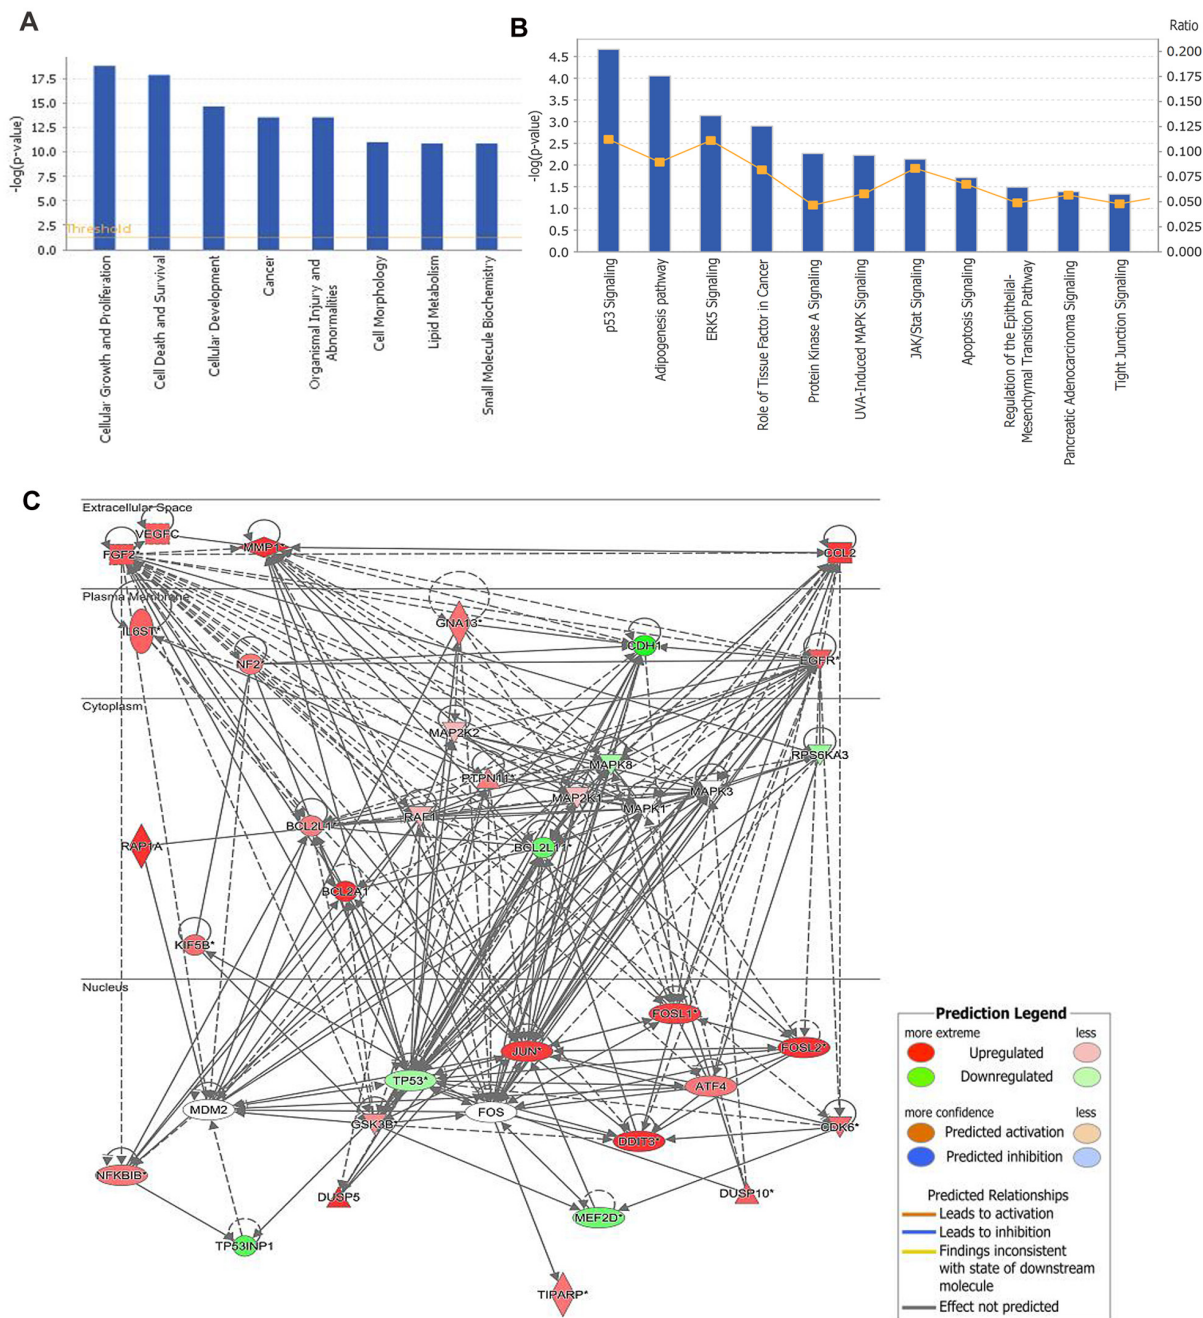 A
-log(p-value)
17.5
15.0
12.5
10.0
7.5
5.0
2.5
0.0
Threshold
Cellular Growth and Proliferation
Cell Death and Survival
Cellular Development
Cancer
Organismal Injury and
Abnormalities
Cell Morphology
Lipid Metabolism
Small Molecule Biochemistry
B
Ratio
-log(p-value)
4.5
4.0
3.5
3.0
2.5
2.0
1.5
1.0
0.5
0.0
0.200
0.175
0.150
0.125
0.100
0.075
0.050
0.025
0.000
p53 Signaling
Adipogenesis pathway
ERK5 Signaling
Role of Tissue Factor in Cancer
Protein Kinase A Signaling
UVA-Induced MAPK Signaling
JAK/Stat Signaling
Apoptosis Signaling
Regulation of the Epithelial-
Mesenchymal Transition Pathway
Pancreatic Adenocarcinoma Signaling
Tight Junction Signaling
C
Extracellular Space
VEGFC
FGF2*
MMP1*
CCL2
Plasma Membrane
IL6ST*
GNA13*
NF2*
CDH1
EGFR*
Cytoplasm
MAP2K2
MAPK8
RPS6KA3
PTPN11*
MAP2K1
MAPK1
MAPK3
RAF1
BCL2L1*
RAP1A
BCL2L11*
BCL2A1
KIF5B*
Nucleus
FOSL1*
JUN*
FOSL2*
TP53*
ATF4
MDM2
FOS
GSK3B*
CDK6*
DDIT3*
NFKBIB*
DUSP5
DUSP10*
MEF2D*
TP53INP1
TIPARP*
Prediction Legend
more extreme less
Upregulated
Downregulated
more confidence less
Predicted activation
Predicted inhibition
Predicted Relationships
Leads to activation
Leads to inhibition
Findings inconsistent
with state of downstream
molecule
Effect not predicted